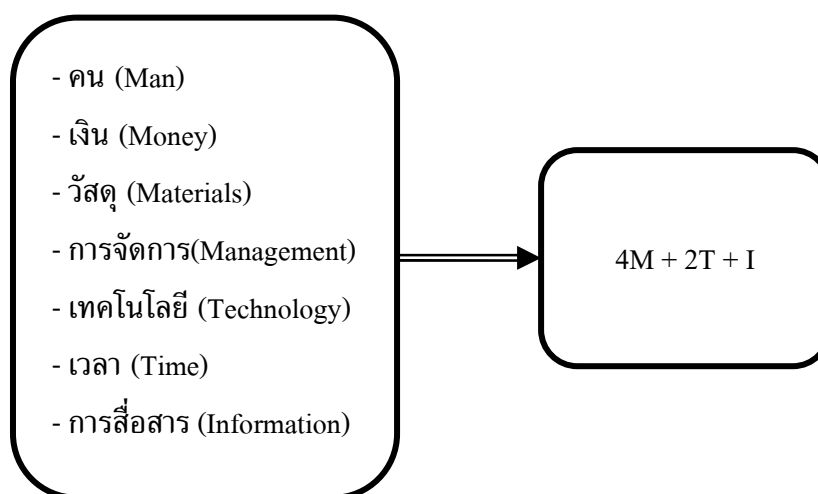 - คน (Man)
- เงิน (Money)
- วัสดุ (Materials)
- การจัดการ(Management)
- เทคโนโลยี (Technology)
- เวลา (Time)
- การสื่อสาร (Information)
4M + 2T + I